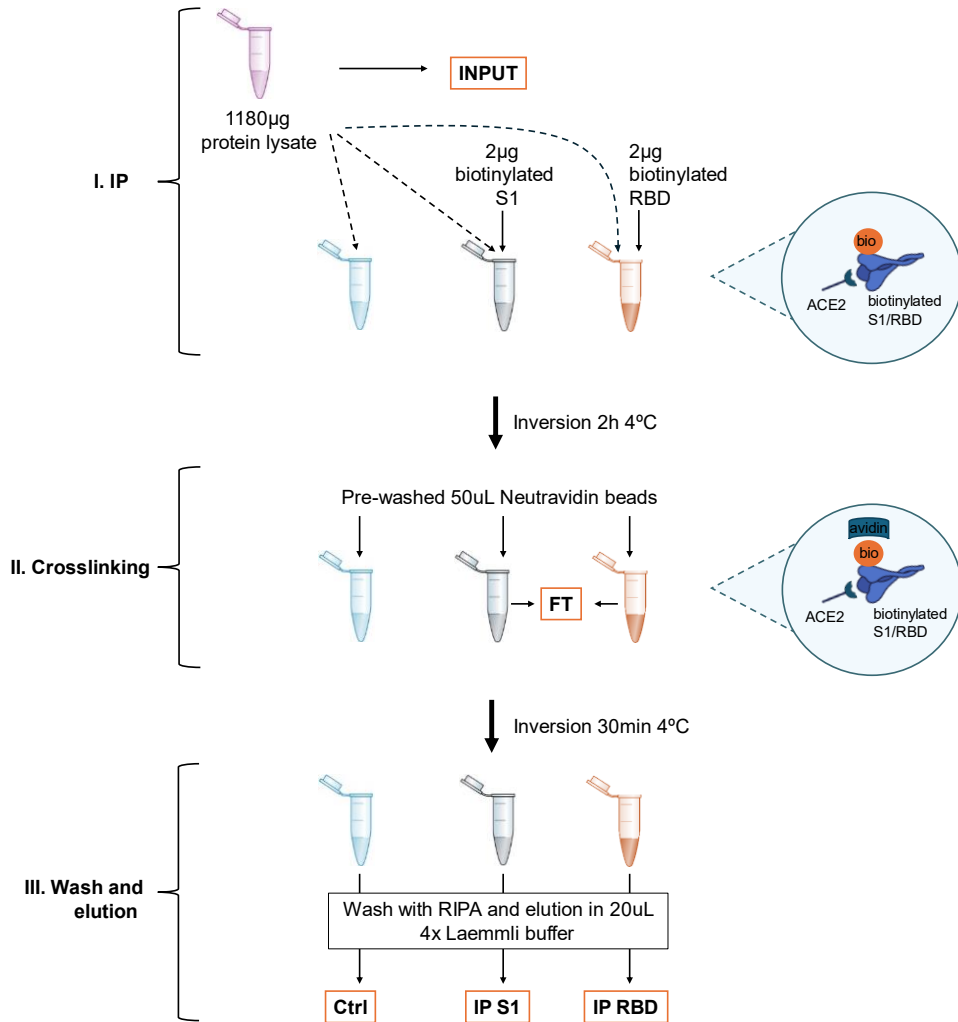 INPUT
1180µg
protein lysate
2µg
biotinylated
S1
2µg
biotinylated
RBD
I. IP
bio
ACE2
biotinylated
S1/RBD
Inversion 2h 4ºC
Pre-washed 50uL Neutravidin beads
II. Crosslinking
FT
avidin
bio
ACE2
biotinylated
S1/RBD
Inversion 30min 4ºC
III. Wash and
elution
Wash with RIPA and elution in 20uL
4x Laemmli buffer
Ctrl
IP S1
IP RBD